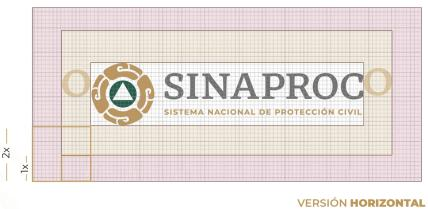 O SINAPROC O
SISTEMA NACIONAL DE PROTECCIÓN CIVIL
2x
1x
VERSIÓN HORIZONTAL